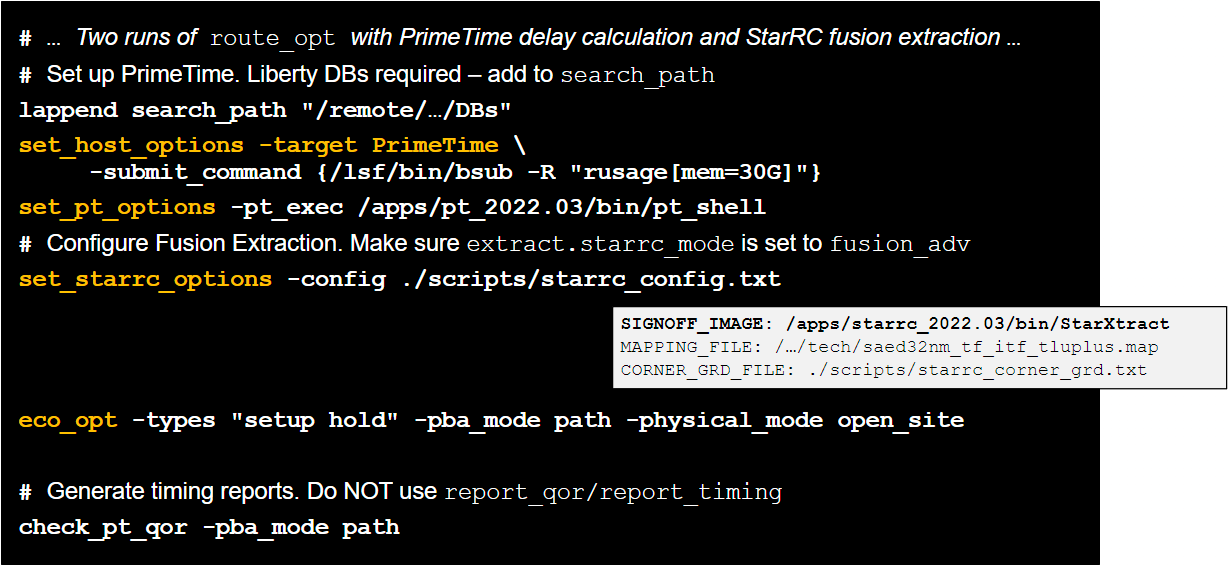 # … Two runs of route_opt with PrimeTime delay calculation and StarRC fusion extraction …
# Set up PrimeTime. Liberty DBs required – add to search_path
lappend search_path "/remote/…/DBs"
set_host_options -target PrimeTime \
-submit_command {/lsf/bin/bsub -R "rusage[mem=30G]"}
set_pt_options -pt_exec /apps/pt_2022.03/bin/pt_shell
# Configure Fusion Extraction. Make sure extract.starrc_mode is set to fusion_adv
set_starrc_options -config ./scripts/starrc_config.txt
SIGNOFF_IMAGE: /apps/starrc_2022.03/bin/StarXtract
MAPPING_FILE: /…/tech/saed32nm_tf_itf_tluplus.map
CORNER_GRD_FILE: ./scripts/starrc_corner_grd.txt
eco_opt -types "setup hold" -pba_mode path -physical_mode open_site
# Generate timing reports. Do NOT use report_qor/report_timing
check_pt_qor -pba_mode path